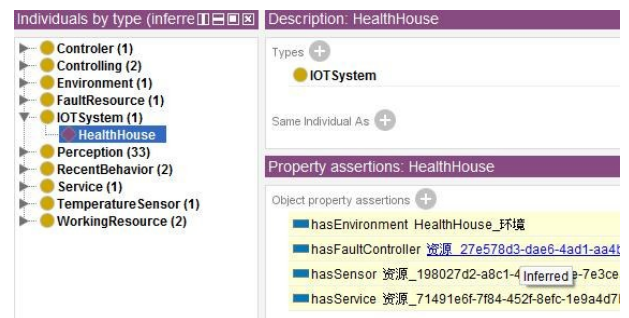 Individuals by type (inferre
Controler (1)
Controlling (2)
Environment (1)
FaultResource (1)
IOTSystem (1)
HealthHouse
Perception (33)
RecentBehavior (2)
Service (1)
TemperatureSensor (1)
WorkingResource (2)
Description: HealthHouse
Types
IOTSystem
Same Individual As
Property assertions: HealthHouse
Object property assertions
hasEnvironment HealthHouse_环境
hasFaultController 资源_27e578d3-dae6-4ad1-aa4b
hasSensor 资源_198027d2-a8c1-4 Inferred e-7e3ce
hasService 资源_71491e6f-7f84-452f-8efc-1e9a4d7